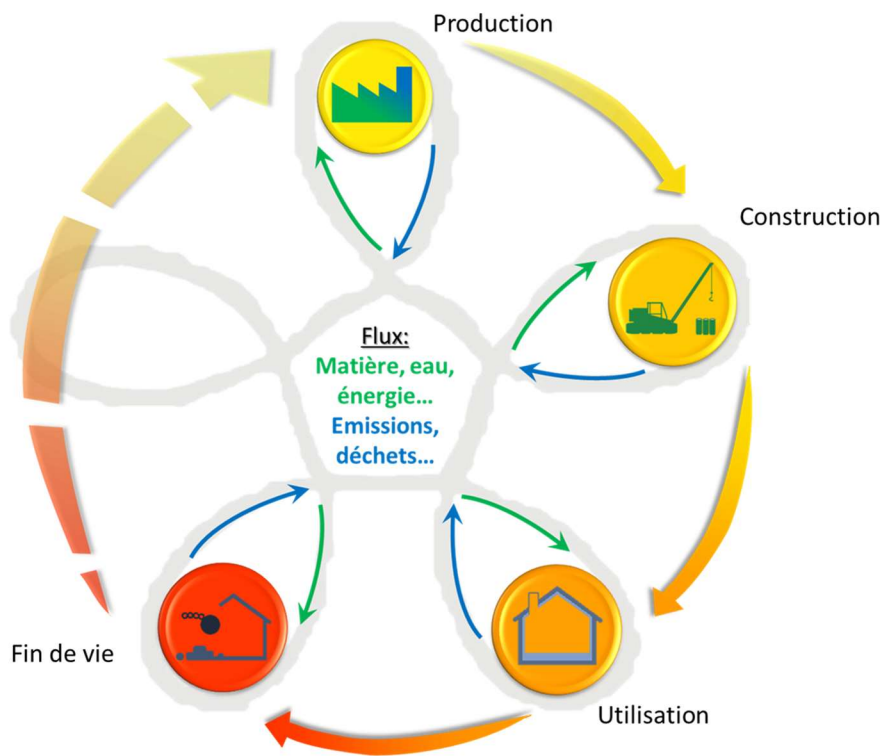 Production
Construction
Flux:
Matière, eau,
énergie...
Emissions,
déchets...
Fin de vie
Utilisation